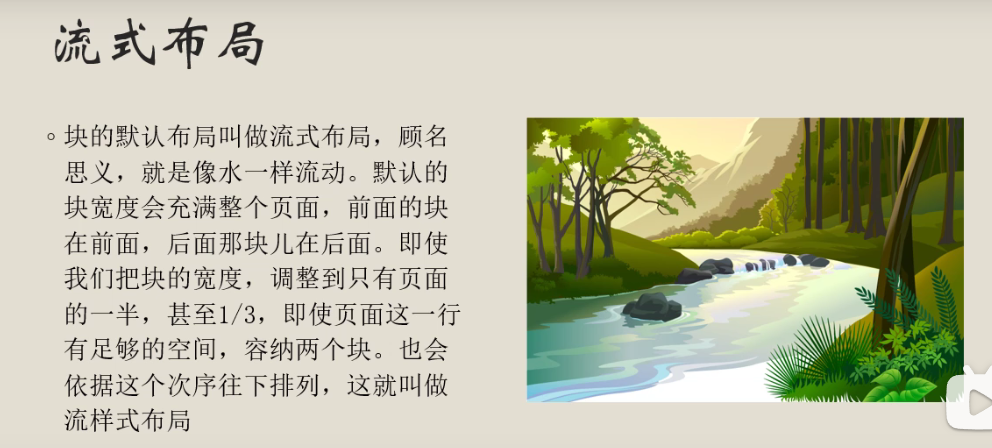 流式布局
块的默认布局叫做流式布局，顾名
思义，就是像水一样流动。默认的
块宽度会充满整个页面，前面的块
在前面，后面那块儿在后面。即使
我们把块的宽度，调整到只有页面
的一半，甚至1/3，即使页面这一行
有足够的空间，容纳两个块。也会
依据这个次序往下排列，这就叫做
流样式布局